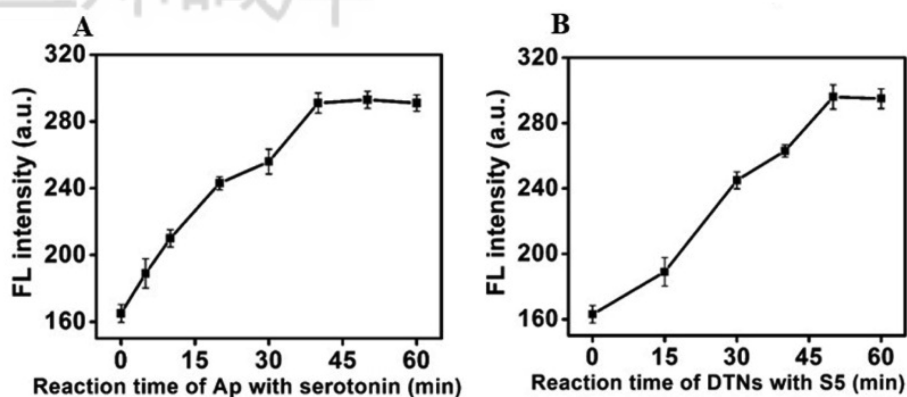 A
FL intensity (a.u.)
320
280
240
200
160
0 15 30 45 60
Reaction time of Ap with serotonin (min)
B
FL intensity (a.u.)
320
280
240
200
160
0 15 30 45 60
Reaction time of DTNs with S5 (min)